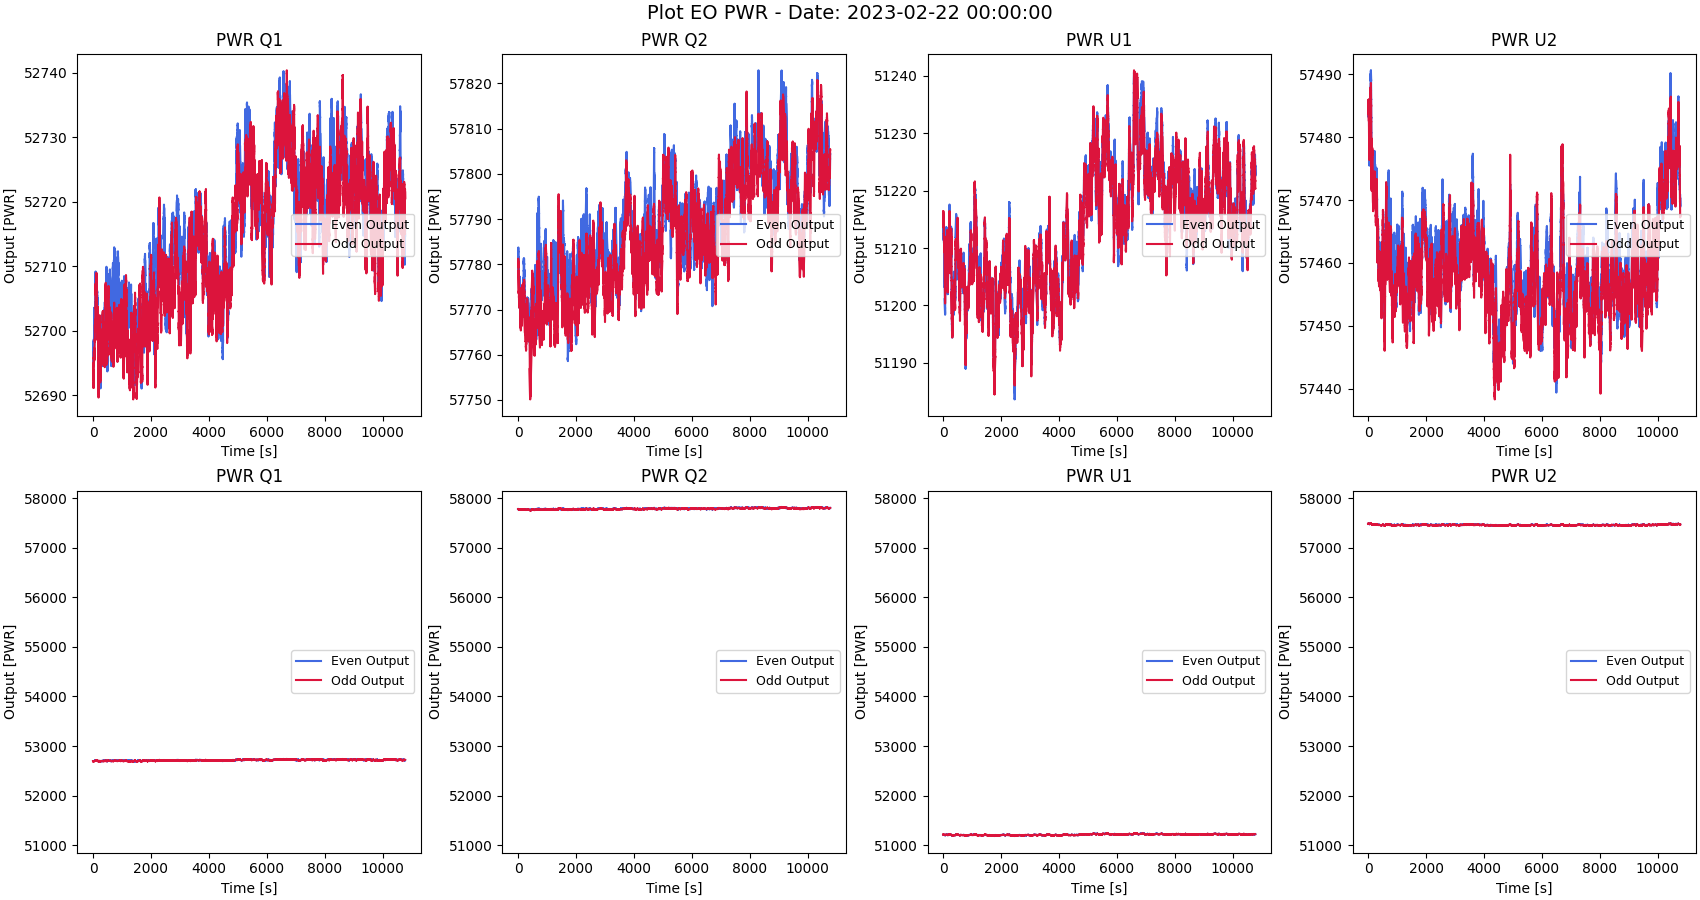 Plot EO PWR - Date: 2023-02-22 00:00:00
PWR Q1
PWR Q2
PWR U1
PWR U2
Output [PWR]
52740
52730
52720
52710
52700
52690
Even Output
Odd Output
0 2000 4000 6000 8000 10000
Time [s]
Output [PWR]
57820
57810
57800
57790
57780
57770
57760
57750
Even Output
Odd Output
0 2000 4000 6000 8000 10000
Time [s]
Output [PWR]
51240
51230
51220
51210
51200
51190
Even Output
Odd Output
0 2000 4000 6000 8000 10000
Time [s]
Output [PWR]
57490
57480
57470
57460
57450
57440
Even Output
Odd Output
0 2000 4000 6000 8000 10000
Time [s]
PWR Q1
PWR Q2
PWR U1
PWR U2
Output [PWR]
58000
57000
56000
55000
54000
53000
52000
51000
Even Output
Odd Output
0 2000 4000 6000 8000 10000
Time [s]
Output [PWR]
58000
57000
56000
55000
54000
53000
52000
51000
Even Output
Odd Output
0 2000 4000 6000 8000 10000
Time [s]
Output [PWR]
58000
57000
56000
55000
54000
53000
52000
51000
Even Output
Odd Output
0 2000 4000 6000 8000 10000
Time [s]
Output [PWR]
58000
57000
56000
55000
54000
53000
52000
51000
Even Output
Odd Output
0 2000 4000 6000 8000 10000
Time [s]